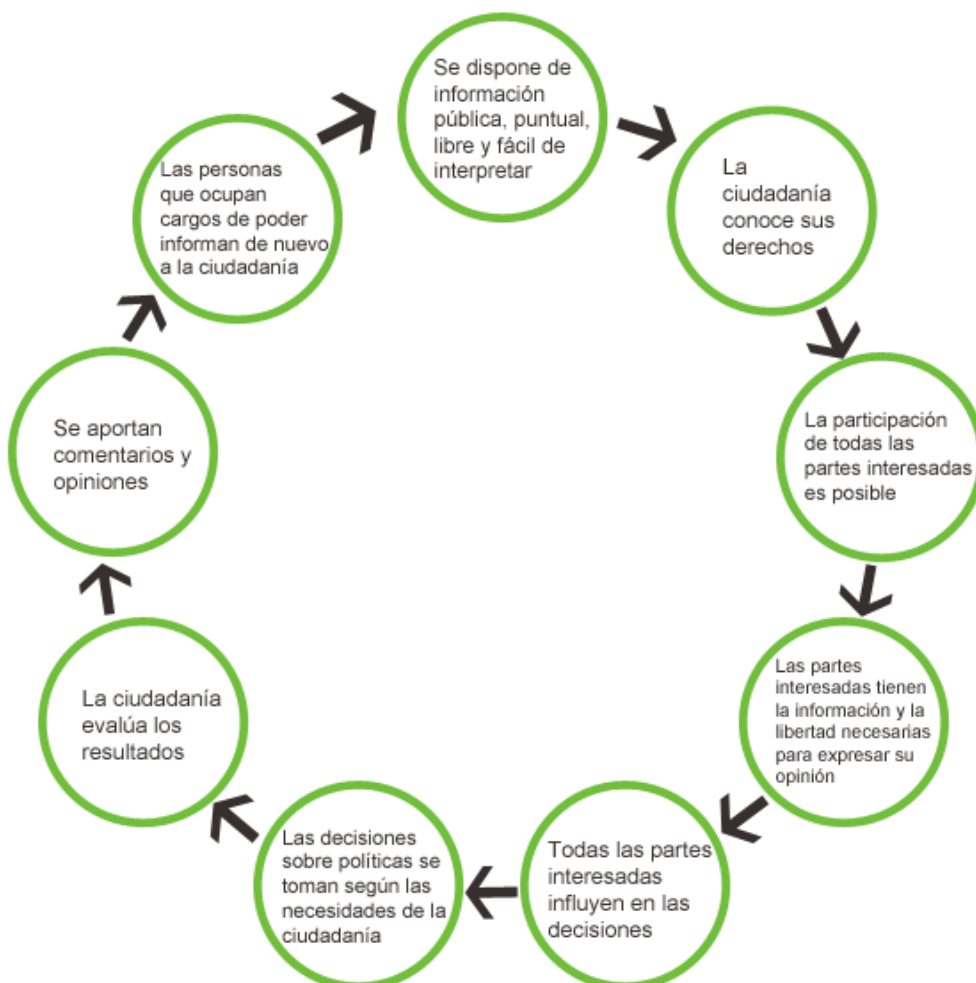 Se dispone de
información
pública, puntual,
libre y fácil de
interpretar
La
ciudadanía
conoce sus
derechos
La participación
de todas las
partes interesadas
es posible
Las partes
interesadas tienen
la información y la
libertad necesarias
para expresar su
opinión
Todas las partes
interesadas
influyen en las
decisiones
Las decisiones
sobre políticas se
toman según las
necesidades de la
ciudadanía
La ciudadanía
evalúa los
resultados
Se aportan
comentarios y
opiniones
Las personas
que ocupan
cargos de poder
informan de nuevo
a la ciudadanía